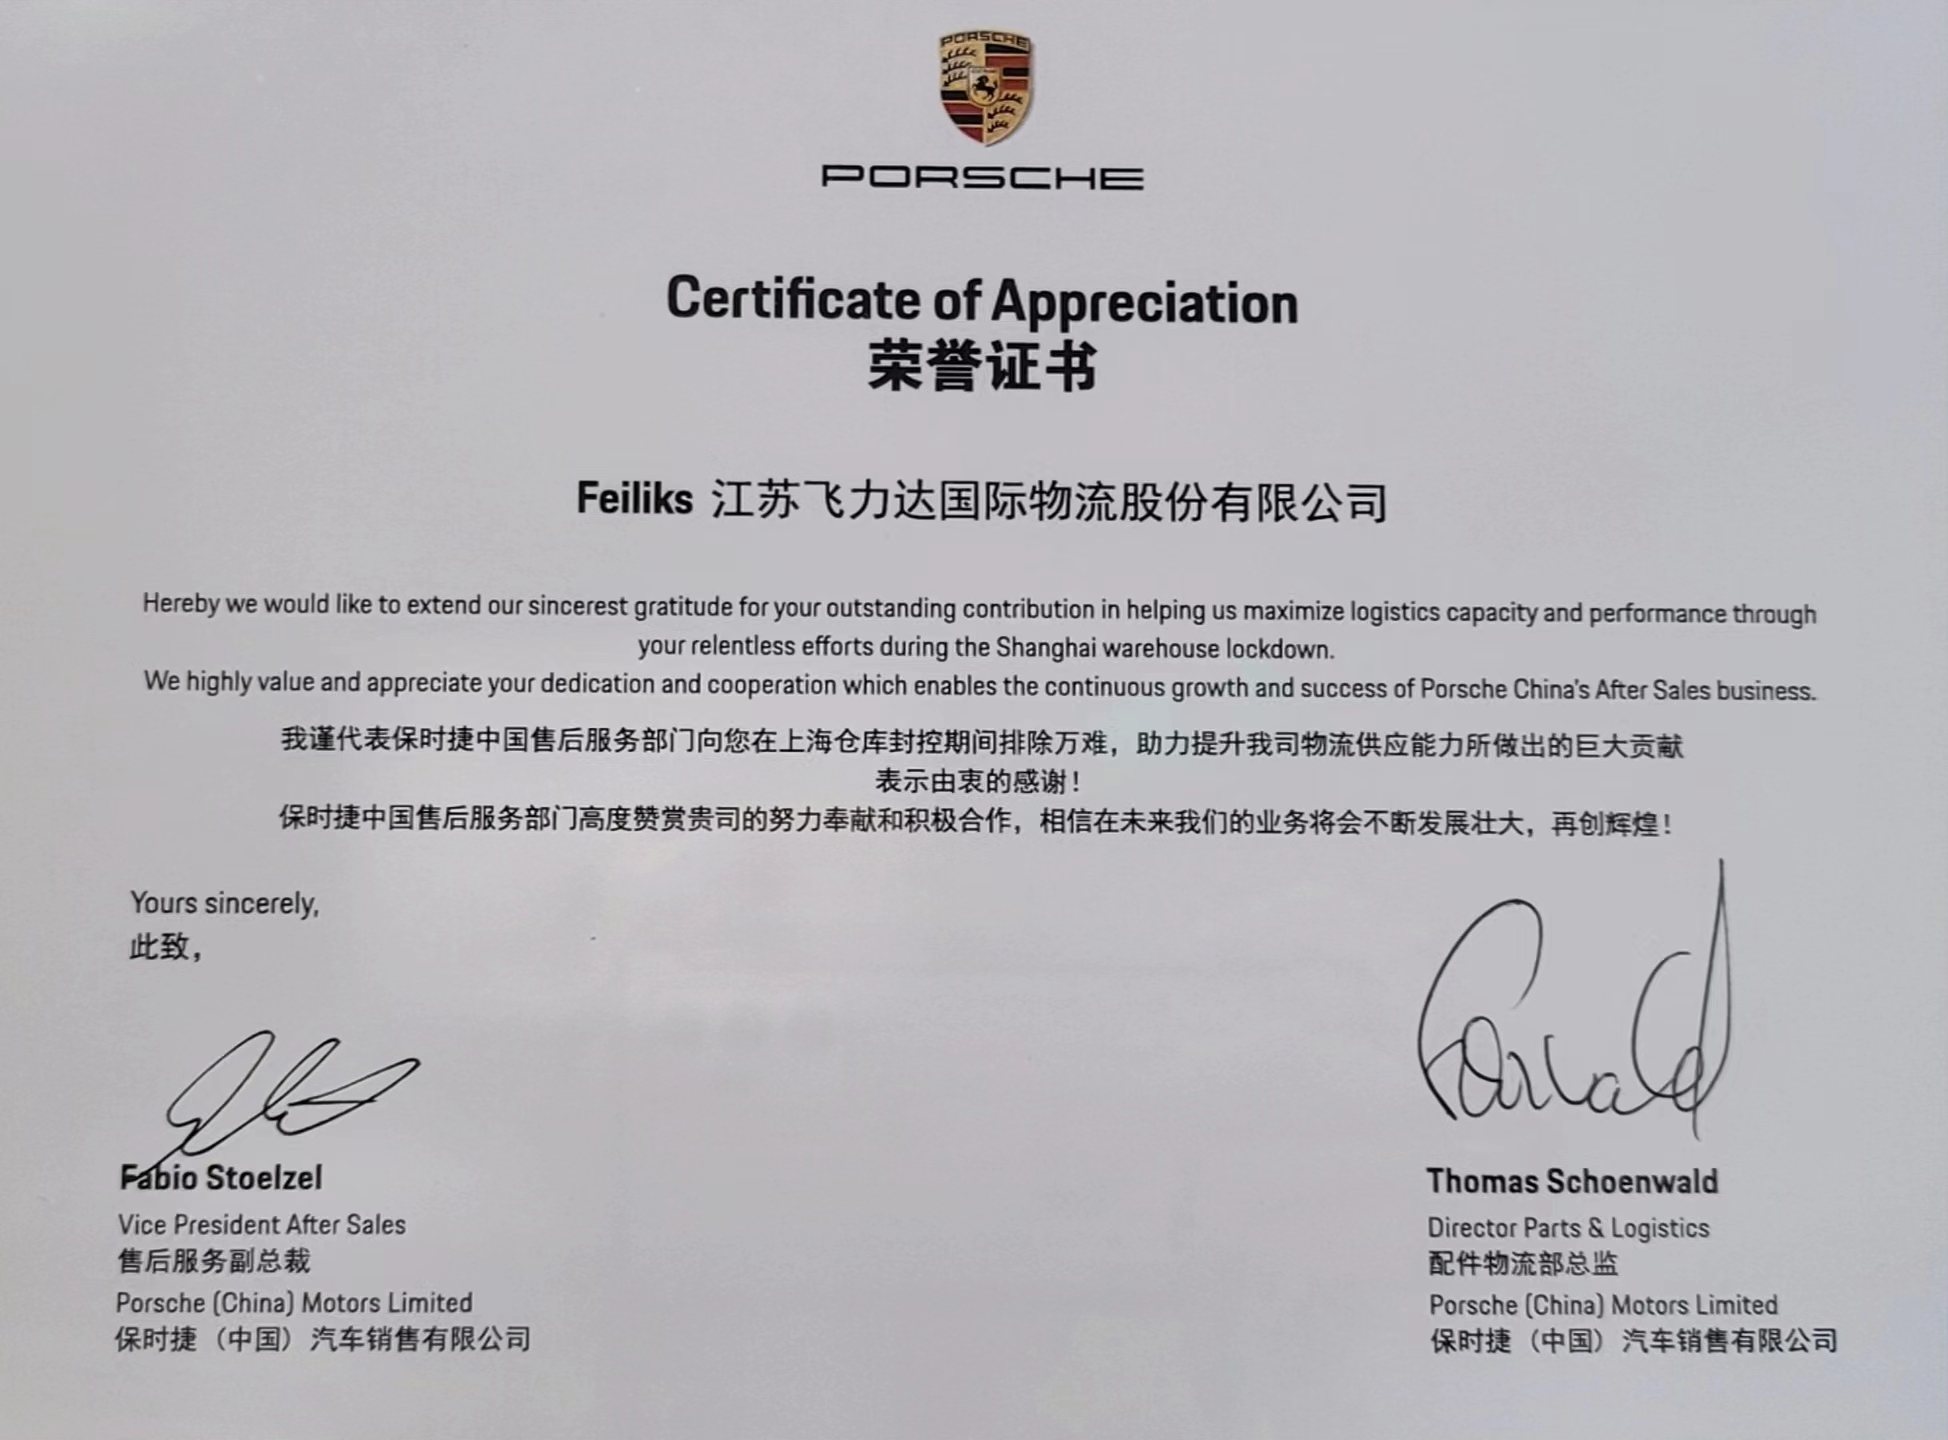 PORSCHE
PORSCHE
Certificate of Appreciation
荣誉证书
Feiliks 江苏飞力达国际物流股份有限公司
Hereby we would like to extend our sincerest gratitude for your outstanding contribution in helping us maximize logistics capacity and performance through
your relentless efforts during the Shanghai warehouse lockdown.
We highly value and appreciate your dedication and cooperation which enables the continuous growth and success of Porsche China's After Sales business.
我谨代表保时捷中国售后服务部门向您在上海仓库封控期间排除万难，助力提升我司物流供应能力所做出的巨大贡献
表示由衷的感谢！
保时捷中国售后服务部门高度赞赏贵司的努力奉献和积极合作，相信在未来我们的业务将会不断发展壮大，再创辉煌！
Yours sincerely,
此致，
Fabio Stoelzel
Vice President After Sales
售后服务副总裁
Porsche (China) Motors Limited
保时捷（中国）汽车销售有限公司
Thomas Schoenwald
Director Parts & Logistics
配件物流部总监
Porsche (China) Motors Limited
保时捷（中国）汽车销售有限公司